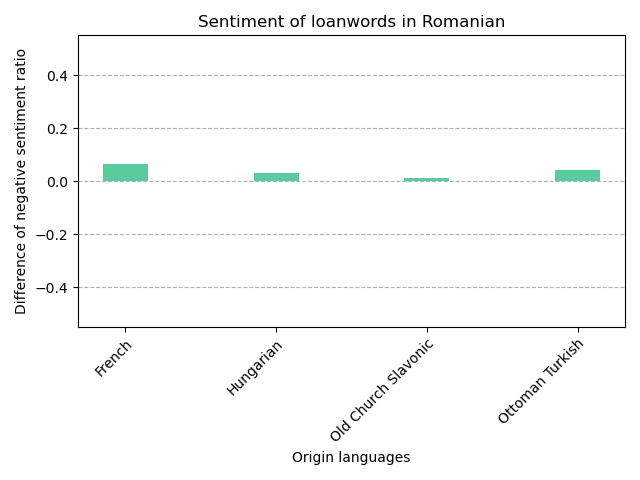 Sentiment of loanwords in Romanian
Difference of negative sentiment ratio
0.4
0.2
0.0
−0.2
−0.4
French
Hungarian
Old Church Slavonic
Ottoman Turkish
Origin languages